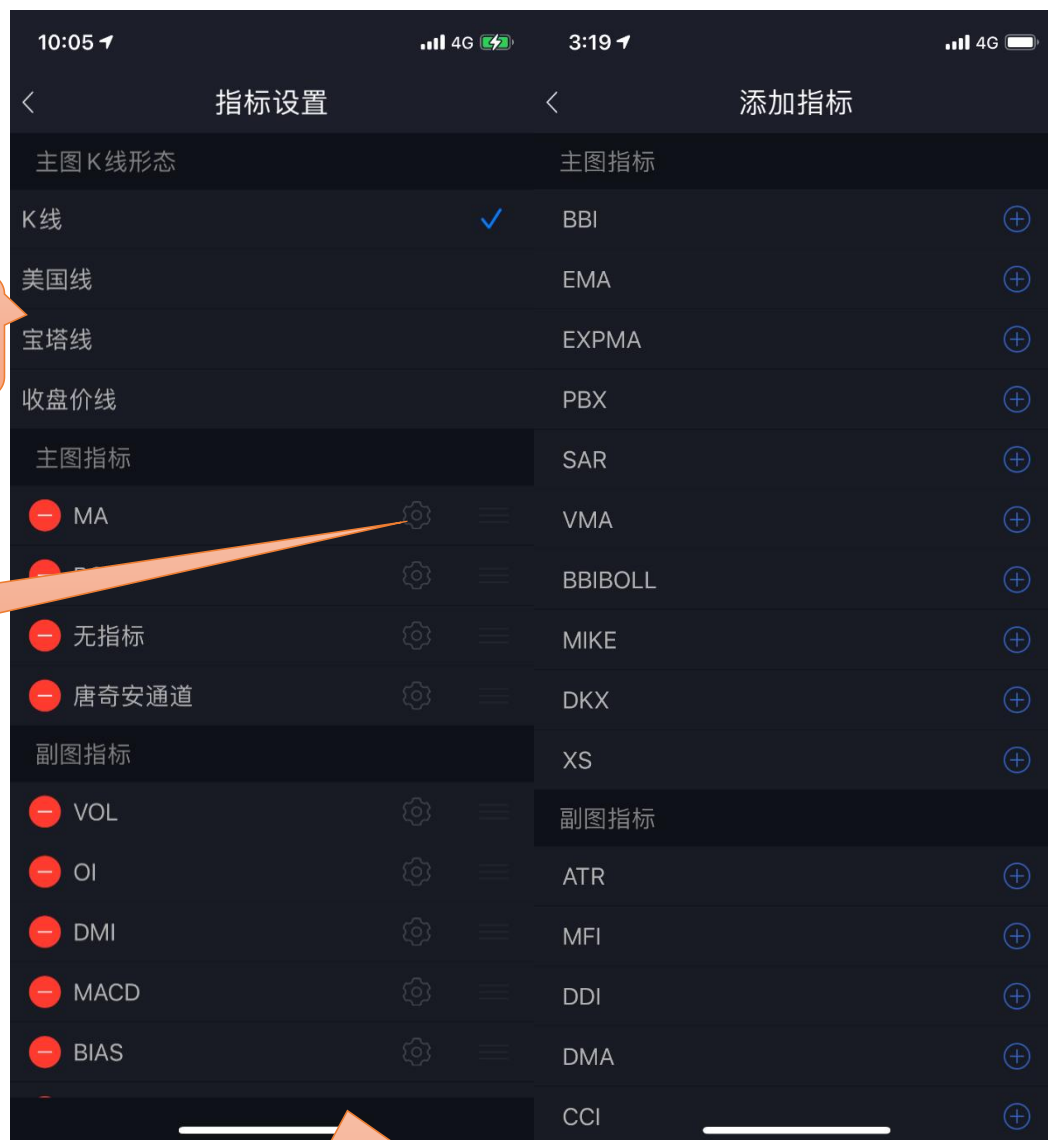 10:05
4G
指标设置
主图K线形态
K线
美国线
宝塔线
收盘价线
主图指标
MA
无指标
唐奇安通道
副图指标
VOL
OI
DMI
MACD
BIAS
3:19
4G
添加指标
主图指标
BBI
EMA
EXPMA
PBX
SAR
VMA
BBIBOLL
MIKE
DKX
XS
副图指标
ATR
MFI
DDI
DMA
CCI